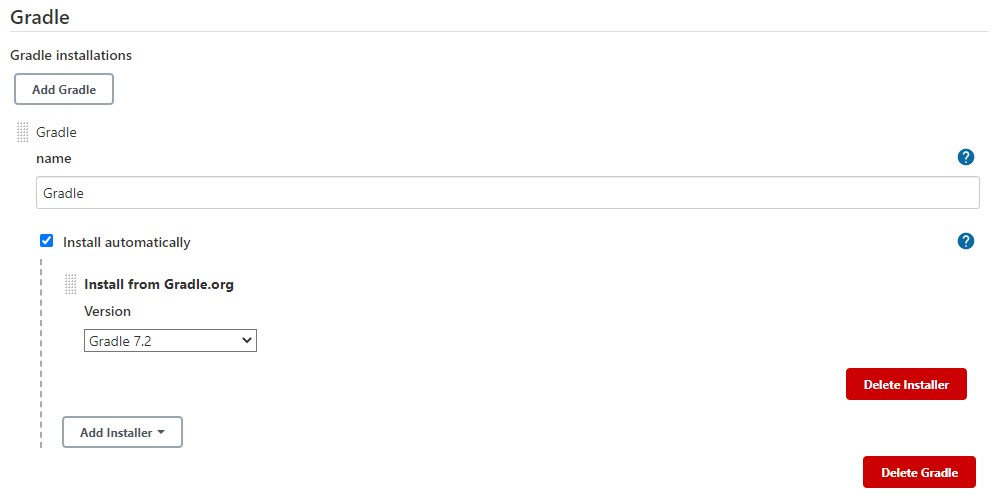 Gradle
Gradle installations
Add Gradle
Gradle
name
?
Gradle
Install automatically
?
Install from Gradle.org
Version
Gradle 7.2
Delete Installer
Add Installer
Delete Gradle